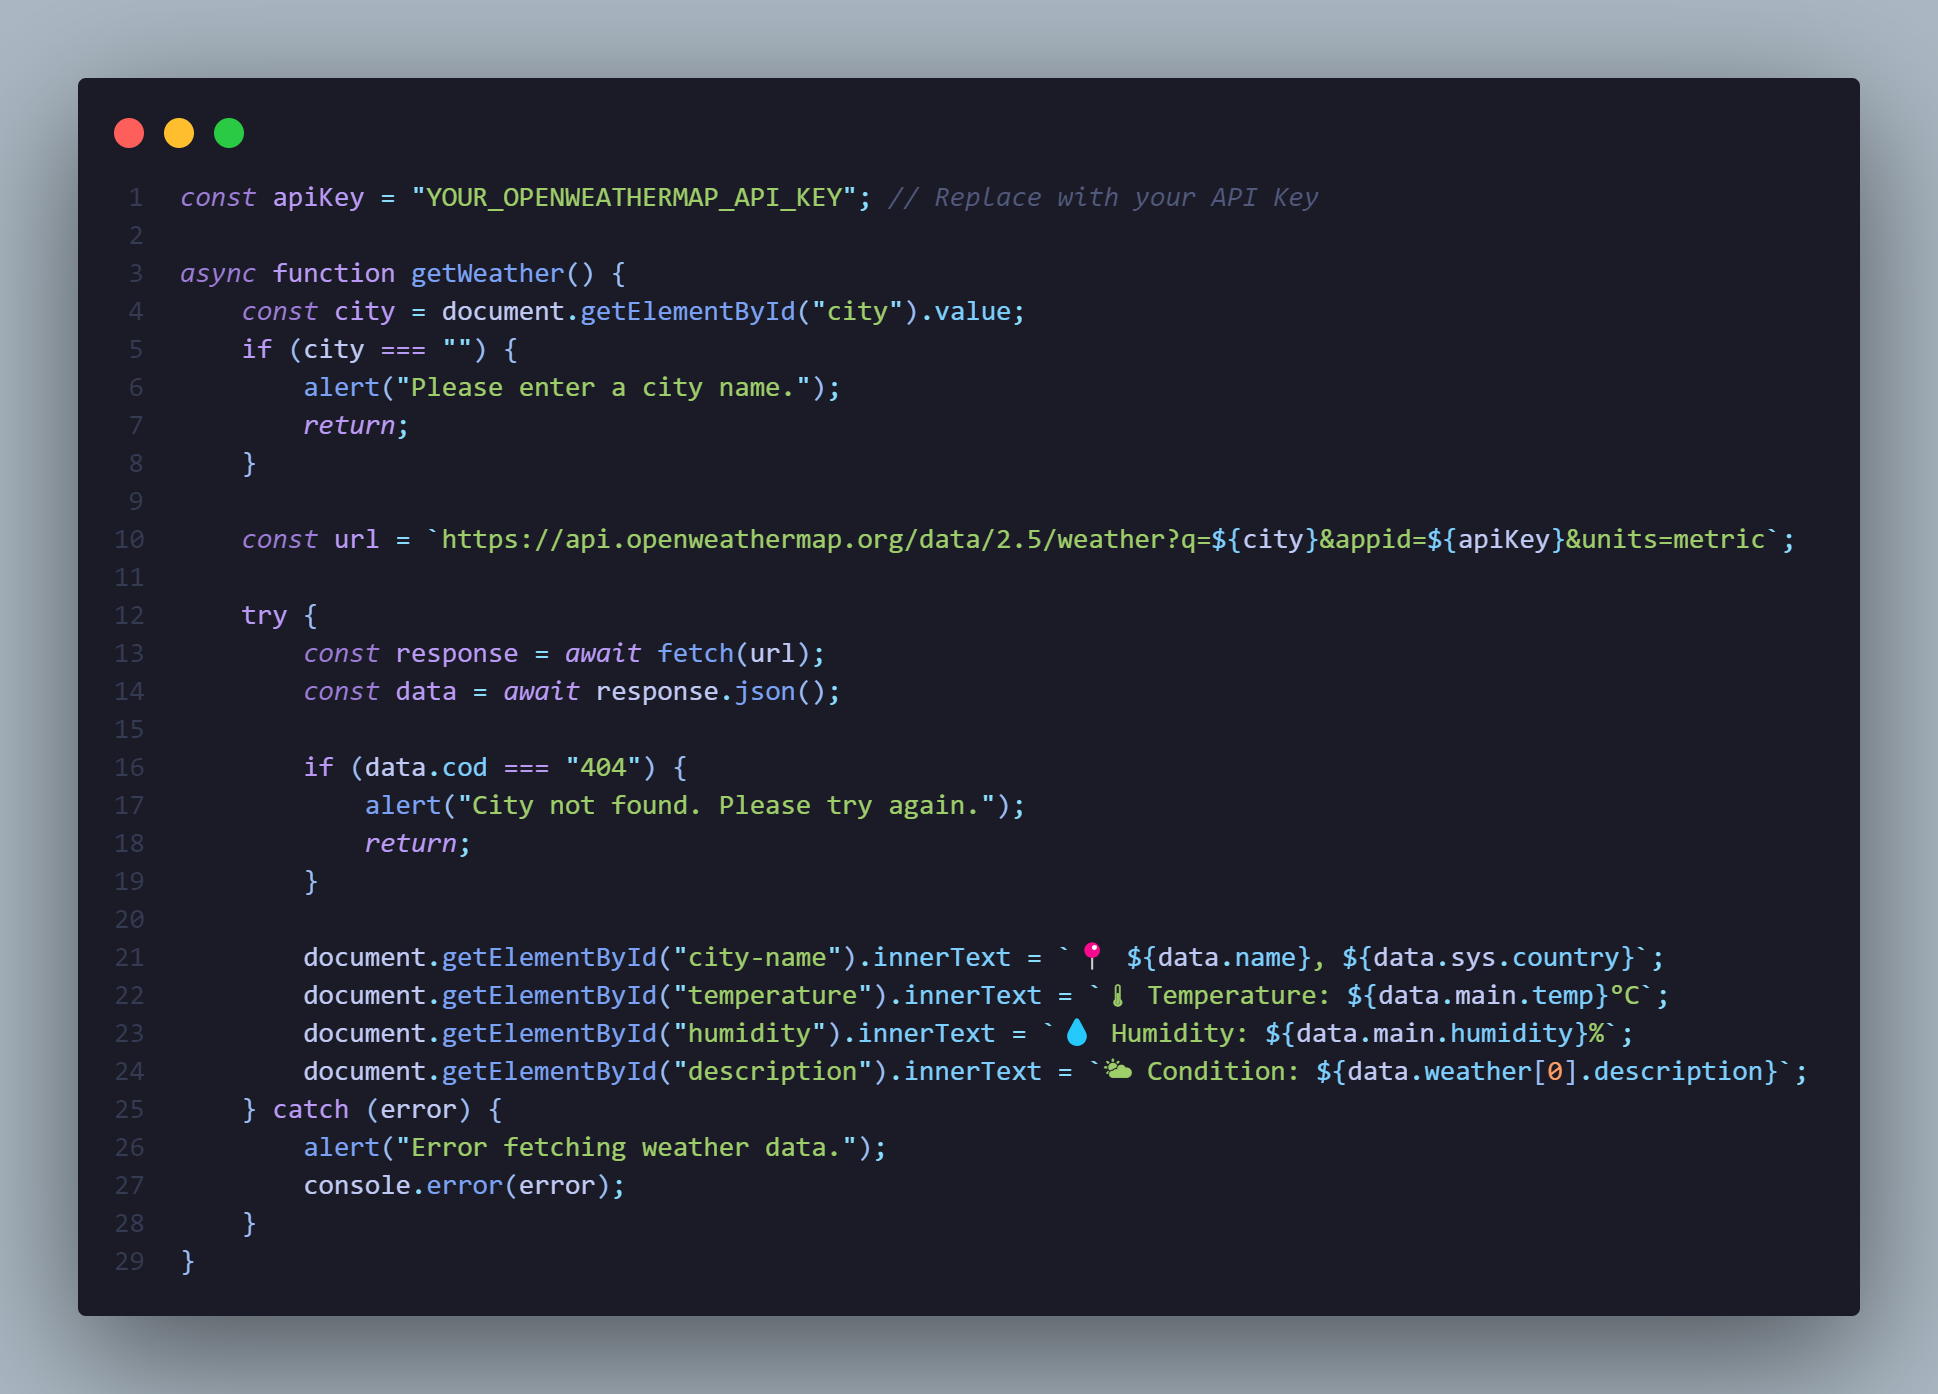 1 const apiKey = "YOUR_OPENWEATHERMAP_API_KEY"; // Replace with your API Key
2
3 async function getWeather() {
4     const city = document.getElementById("city").value;
5     if (city === "") {
6         alert("Please enter a city name.");
7         return;
8     }
9
10     const url = `https://api.openweathermap.org/data/2.5/weather?q=${city}&appid=${apiKey}&units=metric`;
11
12     try {
13         const response = await fetch(url);
14         const data = await response.json();
15
16         if (data.cod === "404") {
17             alert("City not found. Please try again.");
18             return;
19         }
20
21         document.getElementById("city-name").innerText = `📍 ${data.name}, ${data.sys.country}`;
22         document.getElementById("temperature").innerText = `🌡 Temperature: ${data.main.temp}°C`;
23         document.getElementById("humidity").innerText = `💧 Humidity: ${data.main.humidity}%`;
24         document.getElementById("description").innerText = `🌤 Condition: ${data.weather[0].description}`;
25     } catch (error) {
26         alert("Error fetching weather data.");
27         console.error(error);
28     }
29 }